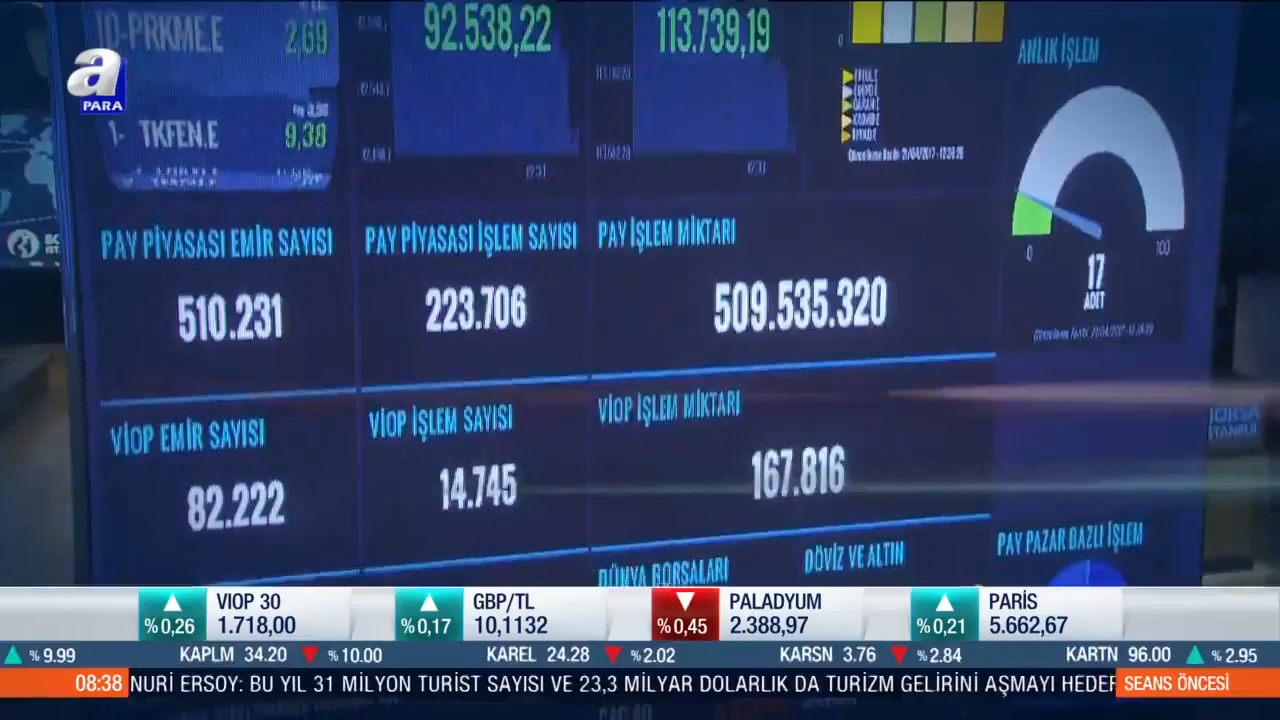 a
PARA
IO-PRKME.E 2,69
92.538,22
113.739,19
ANLIK İŞLEM
1- TKFEN.E 9,38
0
100
17
ADET
PAY PİYASASI EMİR SAYISI
510.231
PAY PİYASASI İŞLEM SAYISI
223.706
PAY İŞLEM MİKTARI
509.535.320
VİOP EMİR SAYISI
82.222
VİOP İŞLEM SAYISI
14.745
VİOP İŞLEM MİKTARI
167.816
DÜNYA BORSALARI
DÖVİZ VE ALTIN
PAY PAZAR BAZLI İŞLEM
%0,26 VIOP 30 1.718,00
%0,17 GBP/TL 10,1132
%0,45 PALADYUM 2.388,97
%0,21 PARİS 5.662,67
%9.99 KAPLM 34.20 %10.00 KAREL 24.28 %2.02 KARSN 3.76 %2.84 KARTN 96.00 %2.95
08:38 NURİ ERSOY: BU YIL 31 MİLYON TURIST SAYISI VE 23,3 MİLYAR DOLARLIK DA TURİZM GELİRİNİ AŞMAYI HEDEF SEANS ÖNCESİ